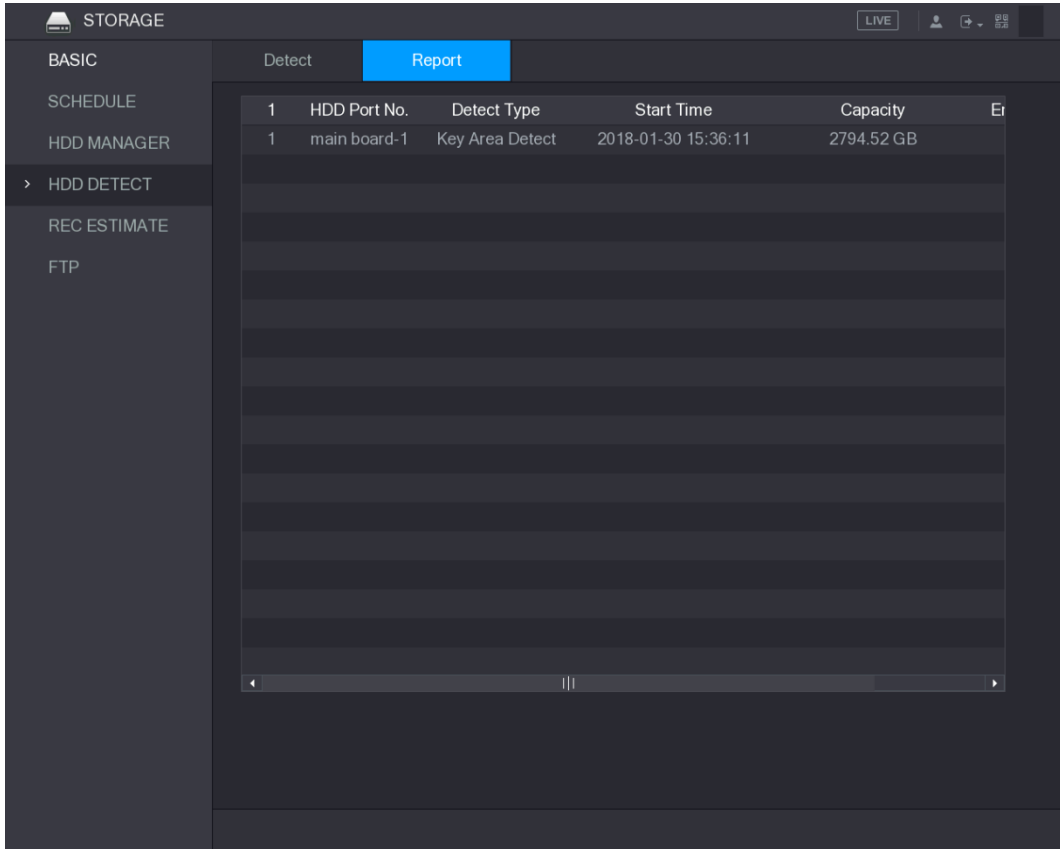 STORAGE LIVE
BASIC
SCHEDULE
HDD MANAGER
HDD DETECT
REC ESTIMATE
FTP
Detect Report
1 HDD Port No. Detect Type Start Time Capacity
1 main board-1 Key Area Detect 2018-01-30 15:36:11 2794.52 GB